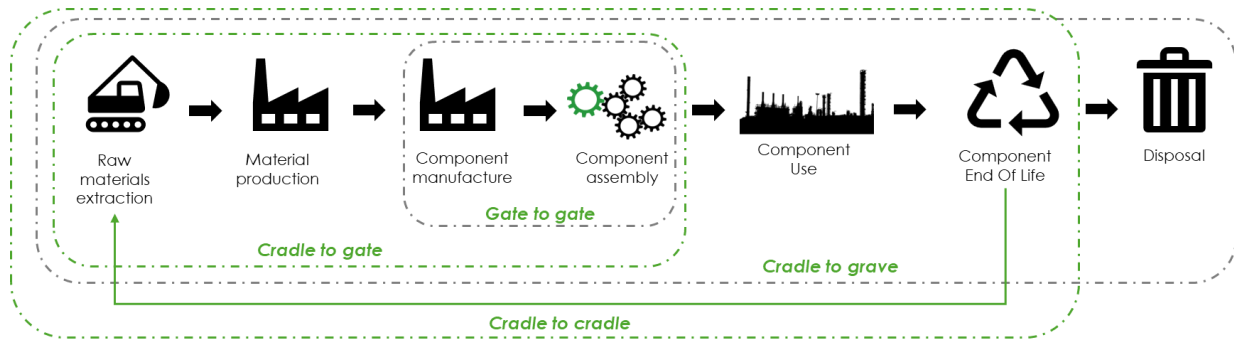 Raw
materials
extraction
Material
production
Component
manufacture
Component
assembly
Component
Use
Component
End Of Life
Disposal
Gate to gate
Cradle to gate
Cradle to grave
Cradle to cradle